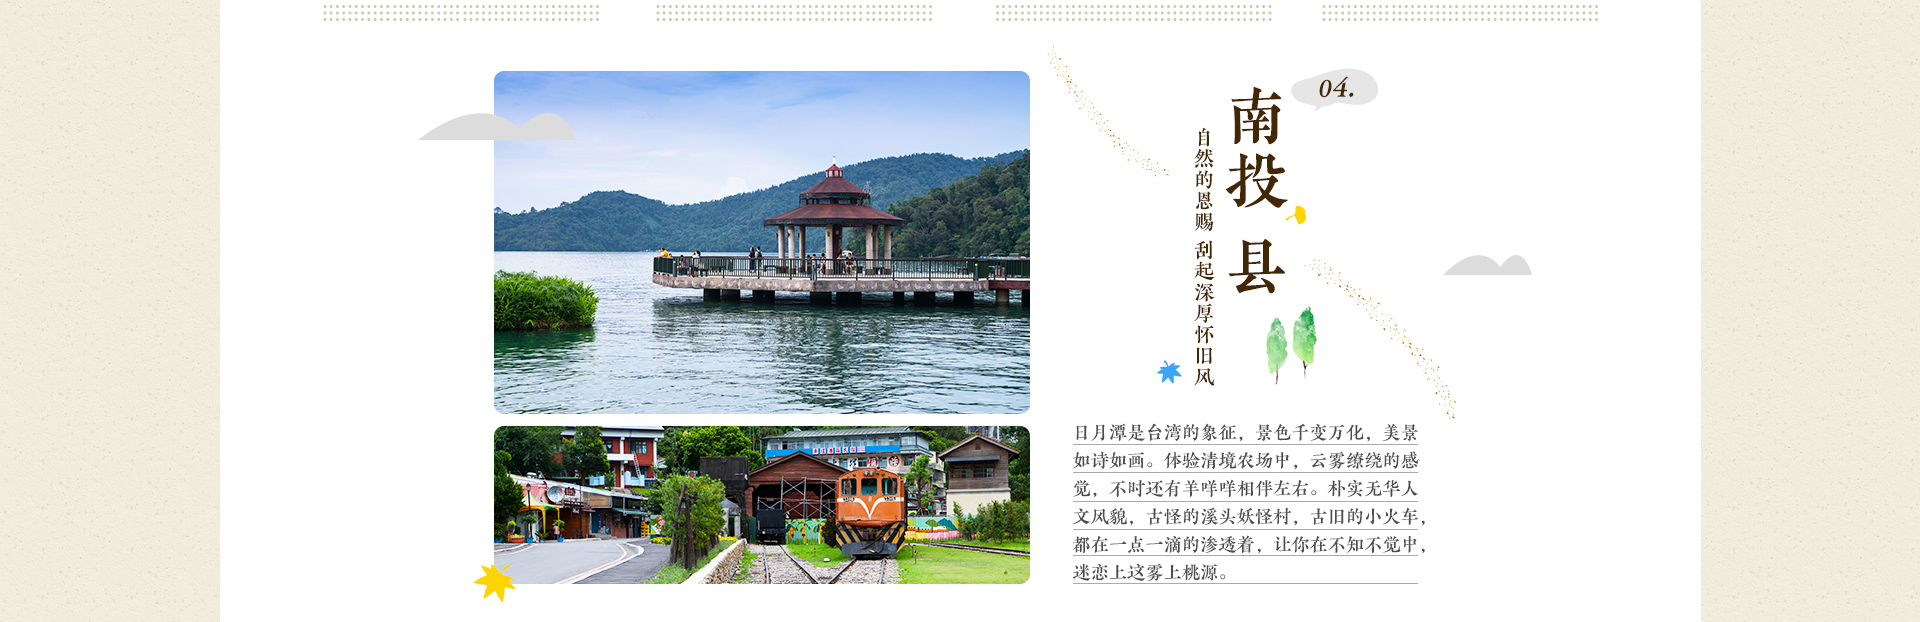 04.
南投县
自然的恩赐 刮起深厚怀旧风
日月潭是台湾的象征，景色千变万化，美景
如诗如画。体验清境农场中，云雾缭绕的感
觉，不时还有羊咩咩相伴左右。朴实无华人
文风貌，古怪的溪头妖怪村，古旧的小火车，
都在一点一滴的渗透着，让你在不知不觉中，
迷恋上这雾上桃源。